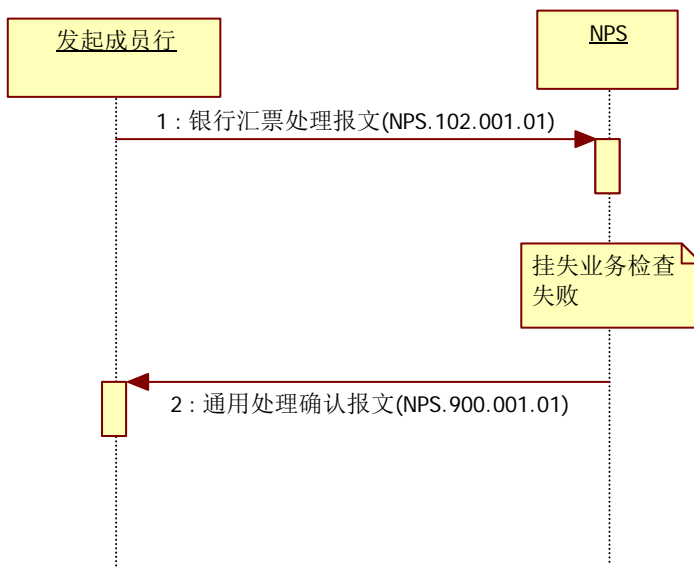 发起成员行
NPS
1 : 银行汇票处理报文(NPS.102.001.01)
挂失业务检查
失败
2 : 通用处理确认报文(NPS.900.001.01)